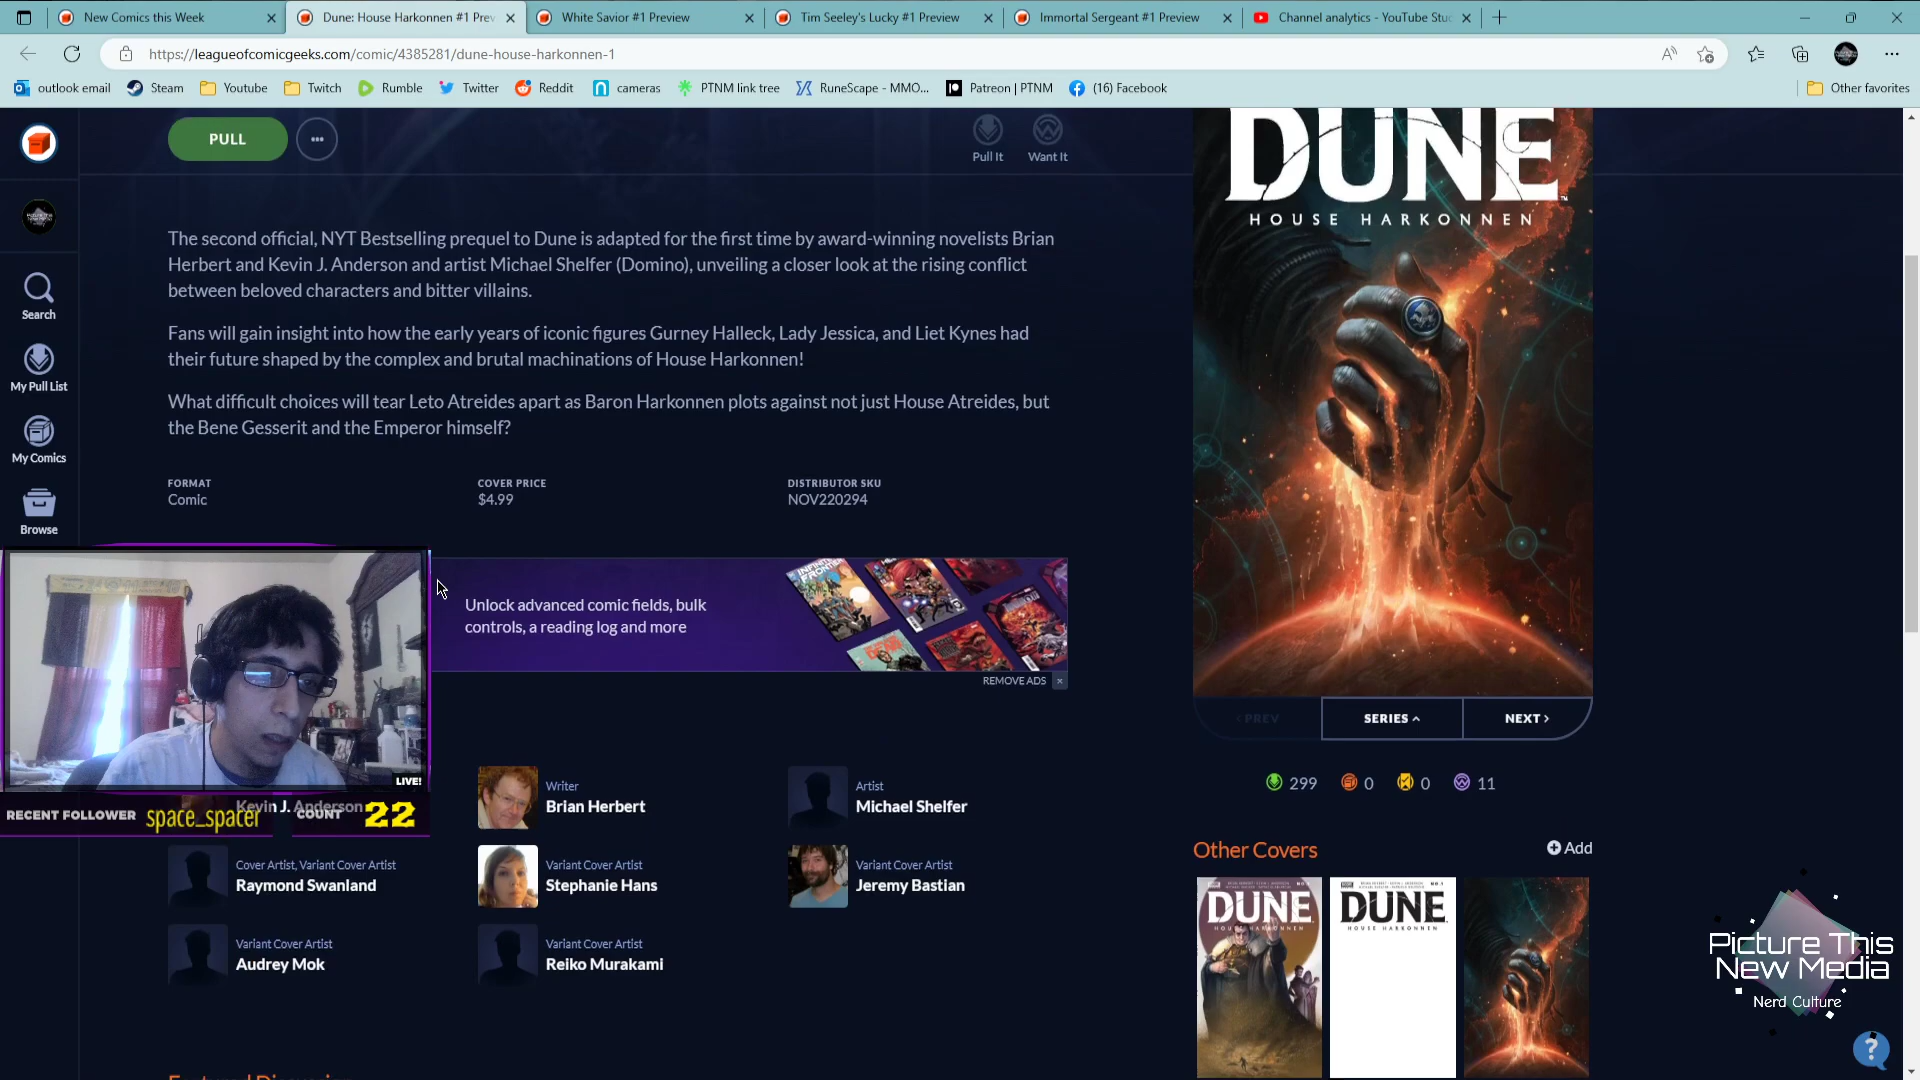 New Comics this Week
Dune: House Harkonnen #1 Prev
White Savior #1 Preview
Tim Seeley's Lucky #1 Preview
Immortal Sergeant #1 Preview
Channel analytics - YouTube Stu
https://leagueofcomicgeeks.com/comic/4385281/dune-house-harkonnen-1
outlook email
Steam
Youtube
Twitch
Rumble
Twitter
Reddit
cameras
PTNM link tree
RuneScape - MMO...
Patreon | PTNM
(16) Facebook
Other favorites
PULL
Pull It
Want It
Search
My Pull List
My Comics
Browse
The second official, NYT Bestselling prequel to Dune is adapted for the first time by award-winning novelists Brian
Herbert and Kevin J. Anderson and artist Michael Shelfer (Domino), unveiling a closer look at the rising conflict
between beloved characters and bitter villains.
Fans will gain insight into how the early years of iconic figures Gurney Halleck, Lady Jessica, and Liet Kynes had
their future shaped by the complex and brutal machinations of House Harkonnen!
What difficult choices will tear Leto Atreides apart as Baron Harkonnen plots against not just House Atreides, but
the Bene Gesserit and the Emperor himself?
FORMAT
Comic
COVER PRICE
$4.99
DISTRIBUTOR SKU
NOV220294
Unlock advanced comic fields, bulk
controls, a reading log and more
REMOVE ADS
LIVE!
RECENT FOLLOWER
space_spacer
COUNT
22
Kevin J. Anderson
Writer
Brian Herbert
Artist
Michael Shelfer
Cover Artist, Variant Cover Artist
Raymond Swanland
Variant Cover Artist
Stephanie Hans
Variant Cover Artist
Jeremy Bastian
Variant Cover Artist
Audrey Mok
Variant Cover Artist
Reiko Murakami
DUNE
HOUSE HARKONNEN
< PREV
SERIES
NEXT >
299
0
0
11
Other Covers
Add
DUNE
DUNE
HOUSE HARKONNEN
Picture This
New Media
Nerd Culture
?